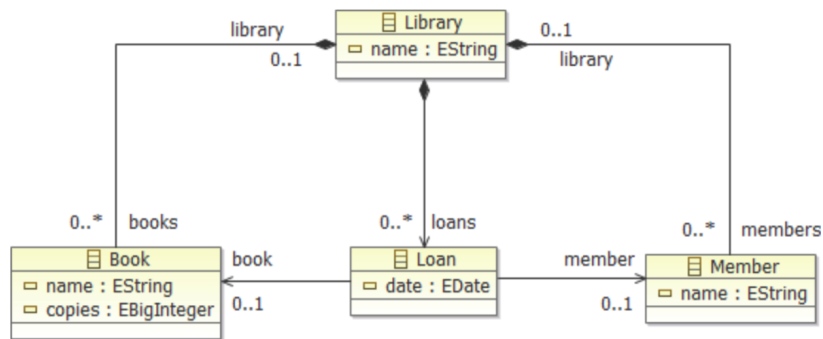 Library
name : EString
library
0..1
0..1
library
0..*
books
0..*
loans
0..*
members
Book
name : EString
copies : EBigInteger
book
0..1
Loan
date : EDate
member
0..1
Member
name : EString